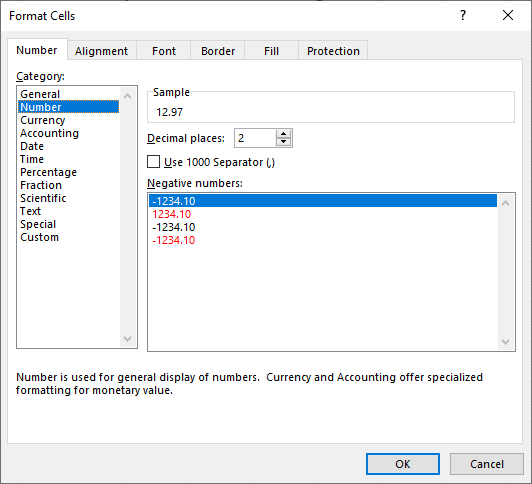 Format Cells
Number Alignment Font Border Fill Protection
Category:
General
Number
Currency
Accounting
Date
Time
Percentage
Fraction
Scientific
Text
Special
Custom
Sample
12.97
Decimal places: 2
Use 1000 Separator (,)
Negative numbers:
-1234.10
1234.10
-1234.10
-1234.10
Number is used for general display of numbers. Currency and Accounting offer specialized
formatting for monetary value.
OK Cancel